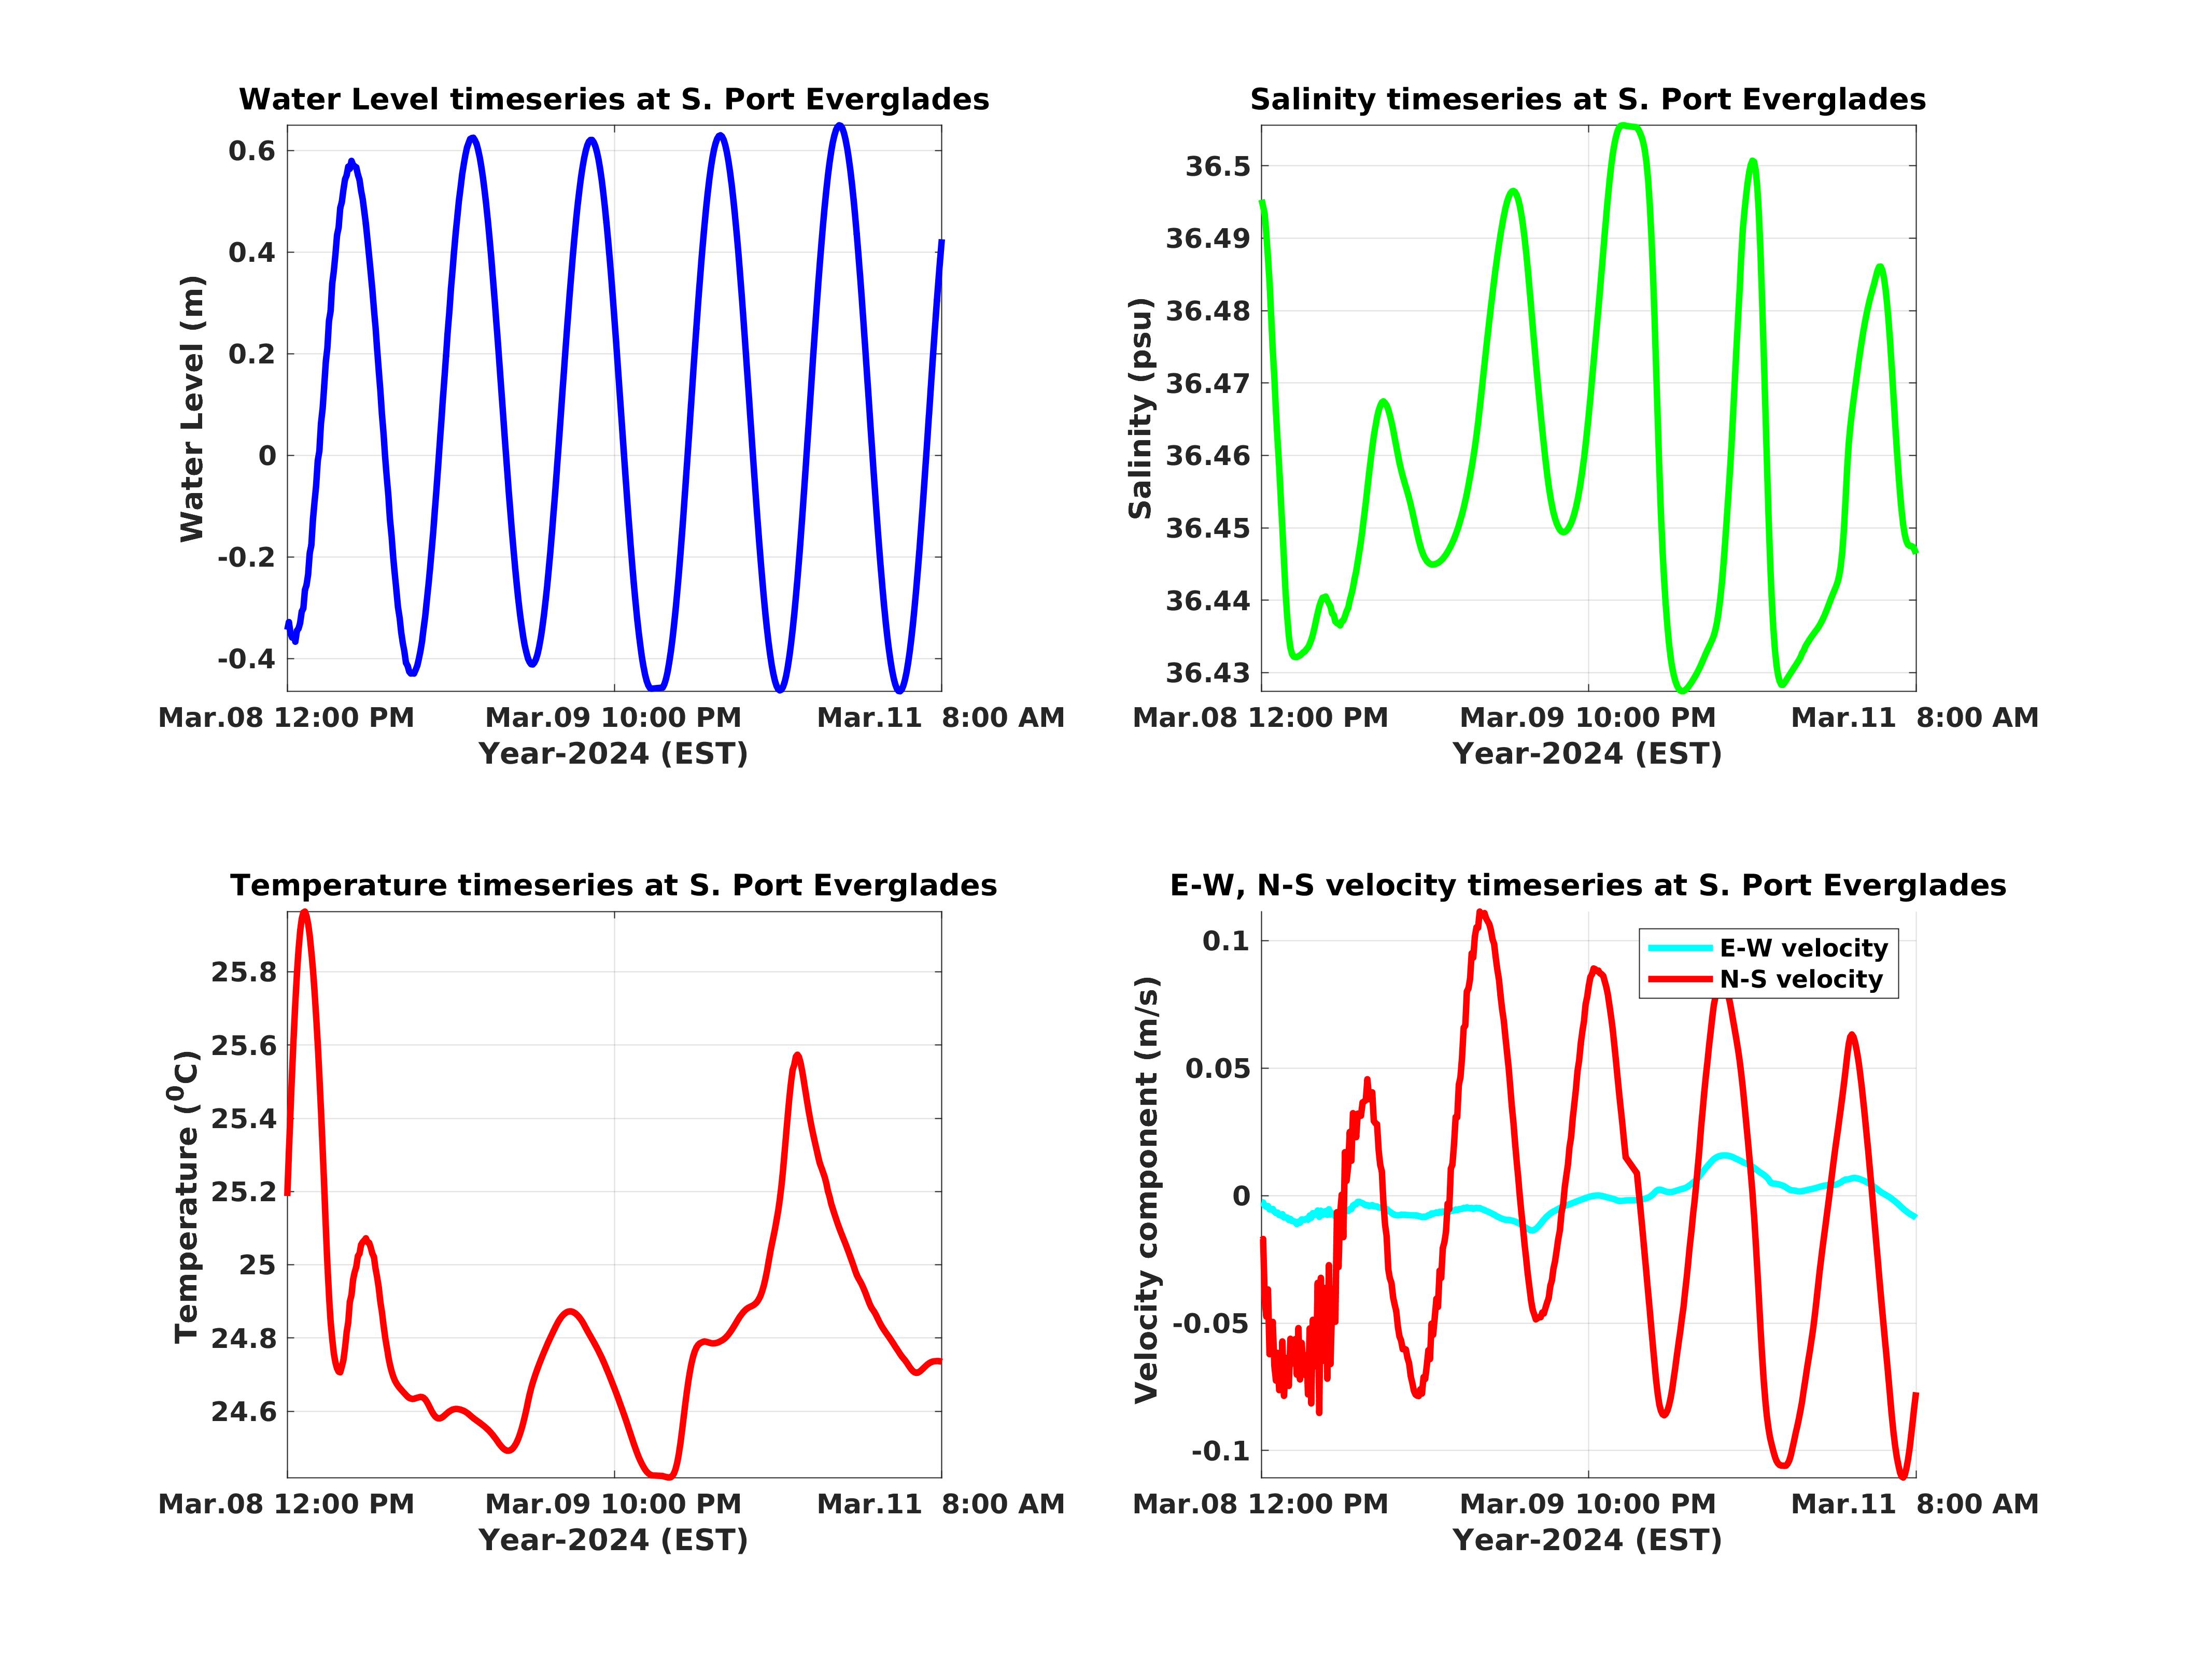 Water Level timeseries at S. Port Everglades
0.6
0.4
0.2
0
-0.2
-0.4
Water Level (m)
Mar.08 12:00 PM Mar.09 10:00 PM Mar.11 8:00 AM
Year-2024 (EST)
Salinity timeseries at S. Port Everglades
36.5
36.49
36.48
36.47
36.46
36.45
36.44
36.43
Salinity (psu)
Mar.08 12:00 PM Mar.09 10:00 PM Mar.11 8:00 AM
Year-2024 (EST)
Temperature timeseries at S. Port Everglades
25.8
25.6
25.4
25.2
25
24.8
24.6
Temperature (⁰C)
Mar.08 12:00 PM Mar.09 10:00 PM Mar.11 8:00 AM
Year-2024 (EST)
E-W, N-S velocity timeseries at S. Port Everglades
0.1
0.05
0
-0.05
-0.1
Velocity component (m/s)
E-W velocity
N-S velocity
Mar.08 12:00 PM Mar.09 10:00 PM Mar.11 8:00 AM
Year-2024 (EST)